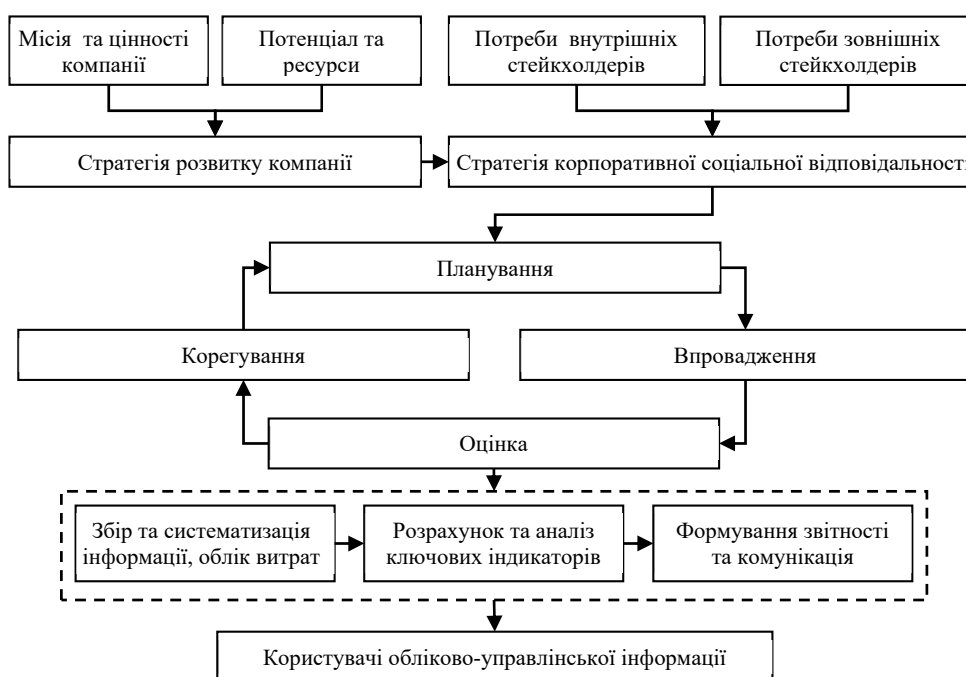 Місія та цінності
компанії
Потенціал та
ресурси
Потреби внутрішніх
стейкхолдерів
Потреби зовнішніх
стейкхолдерів
Стратегія розвитку компанії
Стратегія корпоративної соціальної відповідальності
Планування
Корегування
Впровадження
Оцінка
Збір та систематизація
інформації, облік витрат
Розрахунок та аналіз
ключових індикаторів
Формування звітності
та комунікація
Користувачі обліково-управлінської інформації